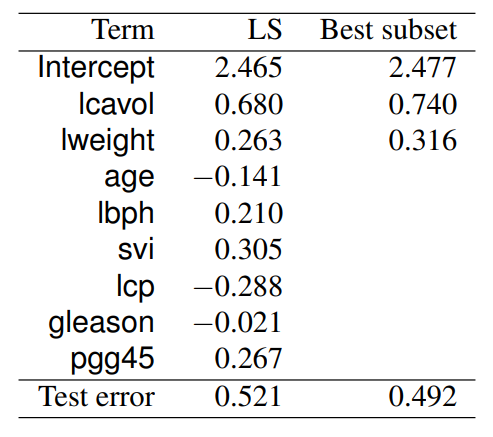 Term LS Best subset
Intercept 2.465 2.477
lcavol 0.680 0.740
lweight 0.263 0.316
age −0.141
lbph 0.210
svi 0.305
lcp −0.288
gleason −0.021
pgg45 0.267
Test error 0.521 0.492